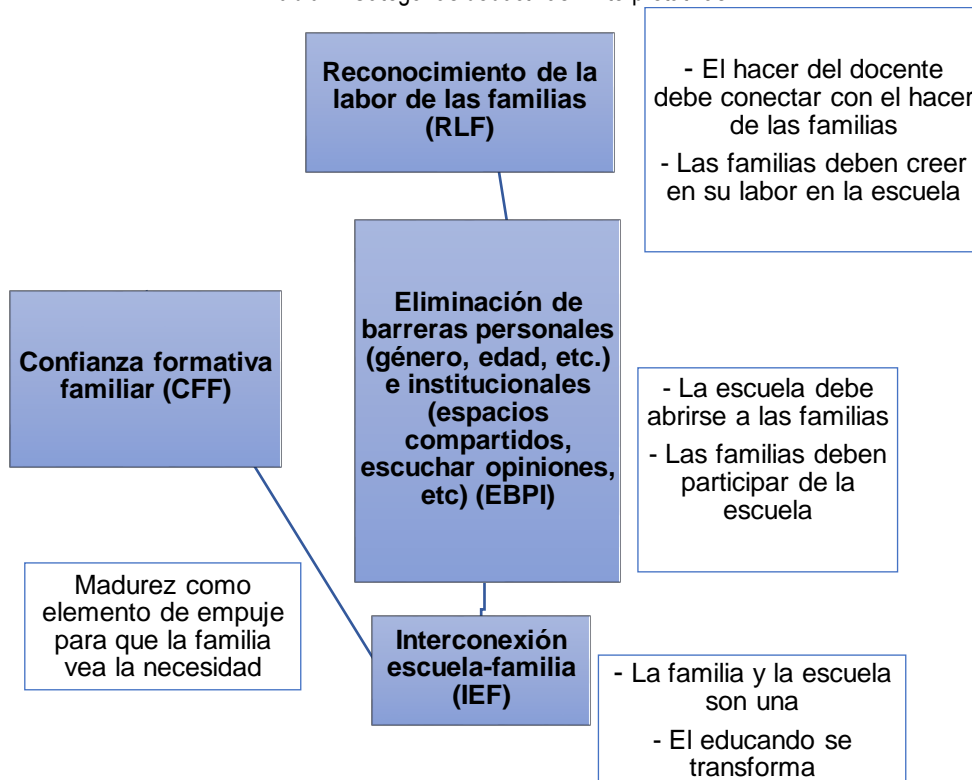 Reconocimiento de la
labor de las familias
(RLF)
- El hacer del docente
debe conectar con el hacer
de las familias
- Las familias deben creer
en su labor en la escuela
Eliminación de
barreras personales
(género, edad, etc.)
e institucionales
(espacios
compartidos,
escuchar opiniones,
etc) (EBPI)
Confianza formativa
familiar (CFF)
- La escuela debe
abrirse a las familias
- Las familias deben
participar de la
escuela
Madurez como
elemento de empuje
para que la familia
vea la necesidad
Interconexión
escuela-familia
(IEF)
- La familia y la escuela
son una
- El educando se
transforma